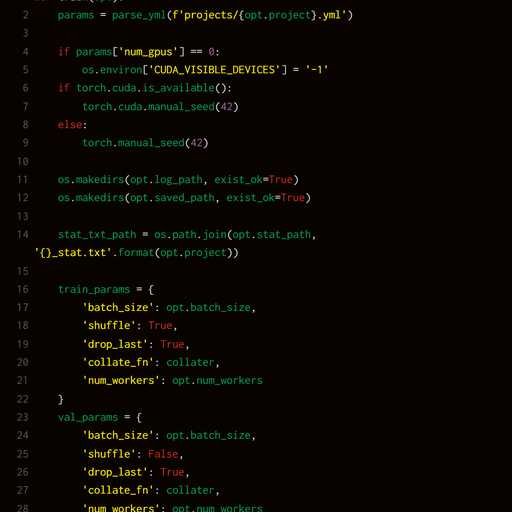 2 params = parse_yml(f'projects/{opt.project}.yml')
3
4 if params['num_gpus'] == 0:
5 os.environ['CUDA_VISIBLE_DEVICES'] = '-1'
6 if torch.cuda.is_available():
7 torch.cuda.manual_seed(42)
8 else:
9 torch.manual_seed(42)
10
11 os.makedirs(opt.log_path, exist_ok=True)
12 os.makedirs(opt.saved_path, exist_ok=True)
13
14 stat_txt_path = os.path.join(opt.stat_path,
'{}_stat.txt'.format(opt.project))
15
16 train_params = {
17 'batch_size': opt.batch_size,
18 'shuffle': True,
19 'drop_last': True,
20 'collate_fn': collater,
21 'num_workers': opt.num_workers
22 }
23 val_params = {
24 'batch_size': opt.batch_size,
25 'shuffle': False,
26 'drop_last': True,
27 'collate_fn': collater,
28 'num_workers': opt.num_workers